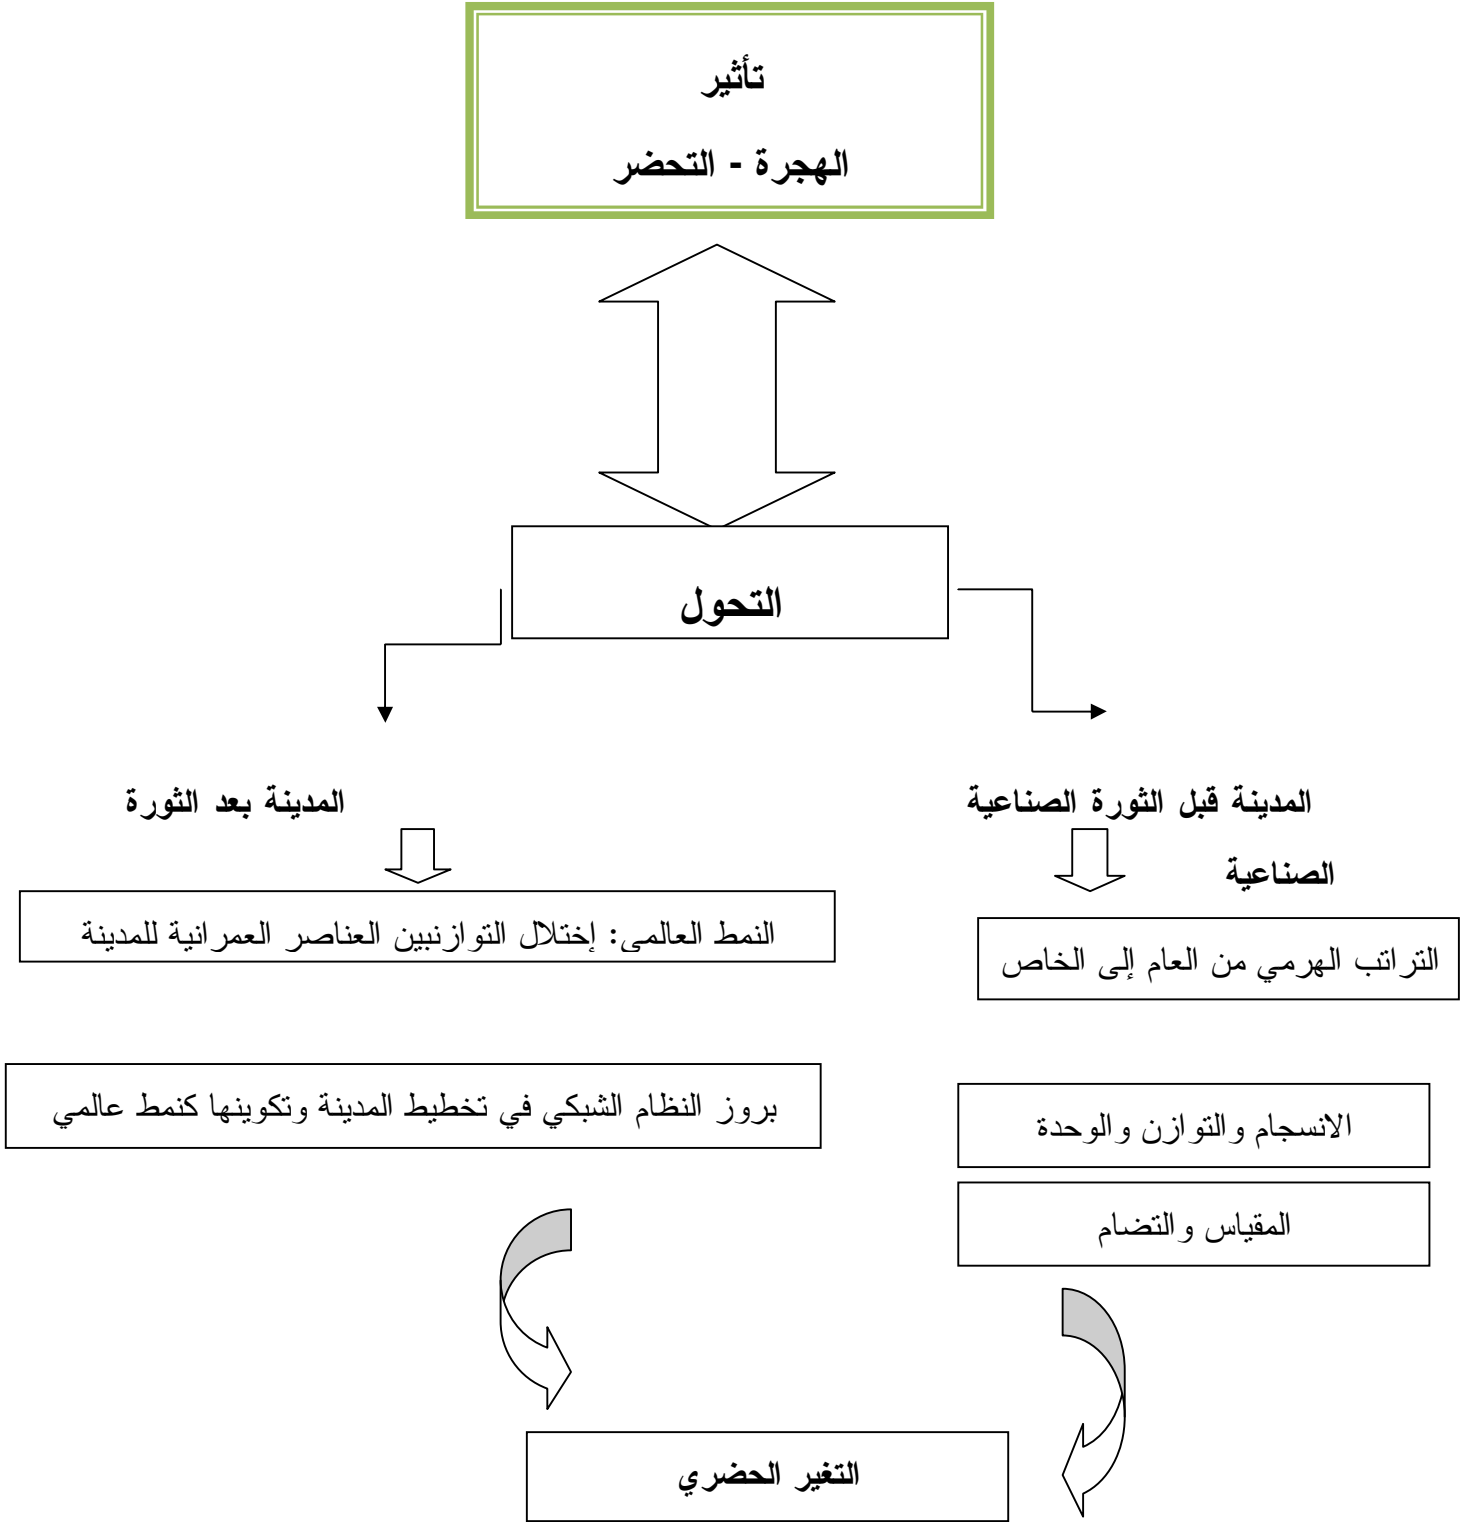 تأثير
الهجرة - التحضر
التحول
المدينة قبل الثورة الصناعية
المدينة بعد الثورة
الصناعية
النمط العالمي: إختلال التوازنبين العناصر العمرانية للمدينة
التراتب الهرمي من العام إلى الخاص
بروز النظام الشبكي في تخطيط المدينة وتكوينها كنمط عالمي
الانسجام والتوازن والوحدة
المقياس والتضام
التغير الحضري